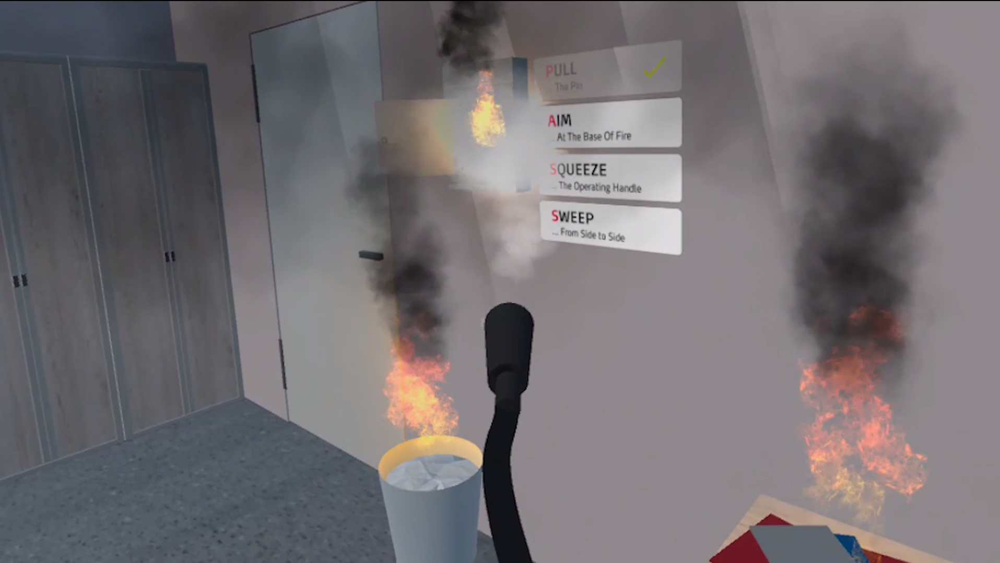 PULL
... The Pin
AIM
... At The Base Of Fire
SQUEEZE
... The Operating Handle
SWEEP
... From Side to Side